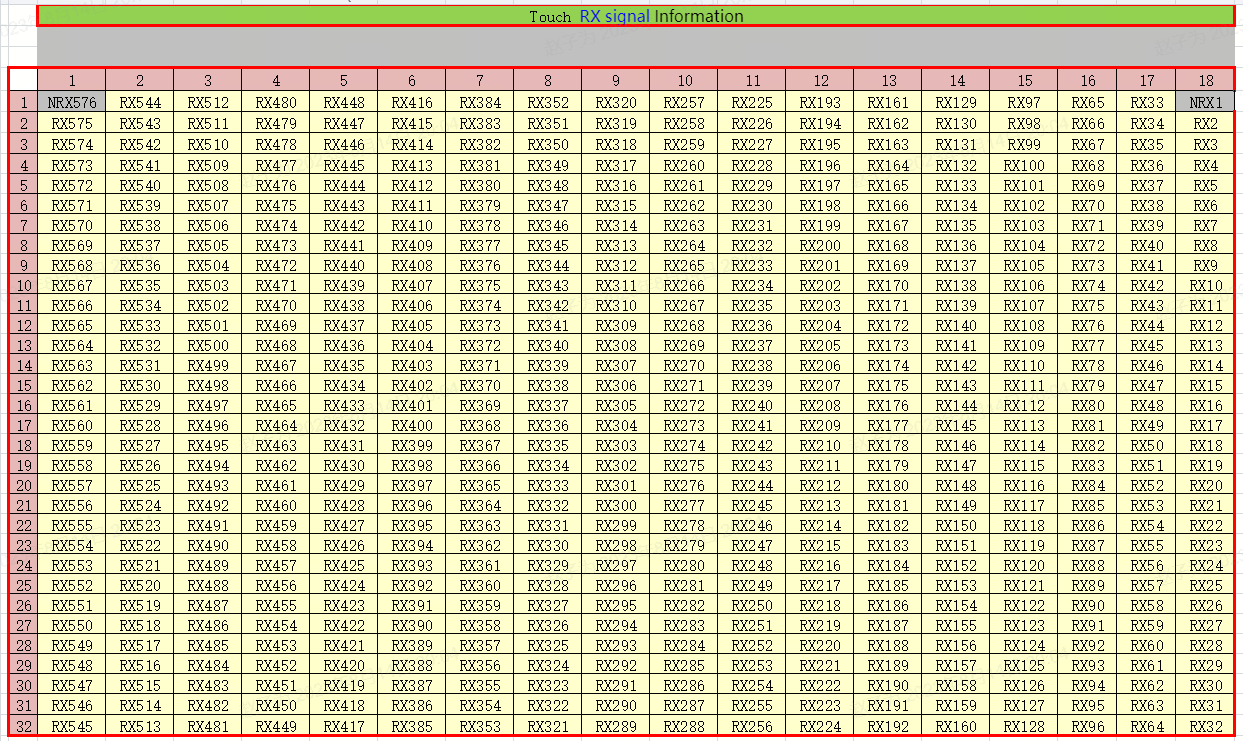 Touch RX signal Information
1 2 3 4 5 6 7 8 9 10 11 12 13 14 15 16 17 18
1 NRX576 RX544 RX512 RX480 RX448 RX416 RX384 RX352 RX320 RX257 RX225 RX193 RX161 RX129 RX97 RX65 RX33 NRX1
2 RX575 RX543 RX511 RX479 RX447 RX415 RX383 RX351 RX319 RX258 RX226 RX194 RX162 RX130 RX98 RX66 RX34 RX2
3 RX574 RX542 RX510 RX478 RX446 RX414 RX382 RX350 RX318 RX259 RX227 RX195 RX163 RX131 RX99 RX67 RX35 RX3
4 RX573 RX541 RX509 RX477 RX445 RX413 RX381 RX349 RX317 RX260 RX228 RX196 RX164 RX132 RX100 RX68 RX36 RX4
5 RX572 RX540 RX508 RX476 RX444 RX412 RX380 RX348 RX316 RX261 RX229 RX197 RX165 RX133 RX101 RX69 RX37 RX5
6 RX571 RX539 RX507 RX475 RX443 RX411 RX379 RX347 RX315 RX262 RX230 RX198 RX166 RX134 RX102 RX70 RX38 RX6
7 RX570 RX538 RX506 RX474 RX442 RX410 RX378 RX346 RX314 RX263 RX231 RX199 RX167 RX135 RX103 RX71 RX39 RX7
8 RX569 RX537 RX505 RX473 RX441 RX409 RX377 RX345 RX313 RX264 RX232 RX200 RX168 RX136 RX104 RX72 RX40 RX8
9 RX568 RX536 RX504 RX472 RX440 RX408 RX376 RX344 RX312 RX265 RX233 RX201 RX169 RX137 RX105 RX73 RX41 RX9
10 RX567 RX535 RX503 RX471 RX439 RX407 RX375 RX343 RX311 RX266 RX234 RX202 RX170 RX138 RX106 RX74 RX42 RX10
11 RX566 RX534 RX502 RX470 RX438 RX406 RX374 RX342 RX310 RX267 RX235 RX203 RX171 RX139 RX107 RX75 RX43 RX11
12 RX565 RX533 RX501 RX469 RX437 RX405 RX373 RX341 RX309 RX268 RX236 RX204 RX172 RX140 RX108 RX76 RX44 RX12
13 RX564 RX532 RX500 RX468 RX436 RX404 RX372 RX340 RX308 RX269 RX237 RX205 RX173 RX141 RX109 RX77 RX45 RX13
14 RX563 RX531 RX499 RX467 RX435 RX403 RX371 RX339 RX307 RX270 RX238 RX206 RX174 RX142 RX110 RX78 RX46 RX14
15 RX562 RX530 RX498 RX466 RX434 RX402 RX370 RX338 RX306 RX271 RX239 RX207 RX175 RX143 RX111 RX79 RX47 RX15
16 RX561 RX529 RX497 RX465 RX433 RX401 RX369 RX337 RX305 RX272 RX240 RX208 RX176 RX144 RX112 RX80 RX48 RX16
17 RX560 RX528 RX496 RX464 RX432 RX400 RX368 RX336 RX304 RX273 RX241 RX209 RX177 RX145 RX113 RX81 RX49 RX17
18 RX559 RX527 RX495 RX463 RX431 RX399 RX367 RX335 RX303 RX274 RX242 RX210 RX178 RX146 RX114 RX82 RX50 RX18
19 RX558 RX526 RX494 RX462 RX430 RX398 RX366 RX334 RX302 RX275 RX243 RX211 RX179 RX147 RX115 RX83 RX51 RX19
20 RX557 RX525 RX493 RX461 RX429 RX397 RX365 RX333 RX301 RX276 RX244 RX212 RX180 RX148 RX116 RX84 RX52 RX20
21 RX556 RX524 RX492 RX460 RX428 RX396 RX364 RX332 RX300 RX277 RX245 RX213 RX181 RX149 RX117 RX85 RX53 RX21
22 RX555 RX523 RX491 RX459 RX427 RX395 RX363 RX331 RX299 RX278 RX246 RX214 RX182 RX150 RX118 RX86 RX54 RX22
23 RX554 RX522 RX490 RX458 RX426 RX394 RX362 RX330 RX298 RX279 RX247 RX215 RX183 RX151 RX119 RX87 RX55 RX23
24 RX553 RX521 RX489 RX457 RX425 RX393 RX361 RX329 RX297 RX280 RX248 RX216 RX184 RX152 RX120 RX88 RX56 RX24
25 RX552 RX520 RX488 RX456 RX424 RX392 RX360 RX328 RX296 RX281 RX249 RX217 RX185 RX153 RX121 RX89 RX57 RX25
26 RX551 RX519 RX487 RX455 RX423 RX391 RX359 RX327 RX295 RX282 RX250 RX218 RX186 RX154 RX122 RX90 RX58 RX26
27 RX550 RX518 RX486 RX454 RX422 RX390 RX358 RX326 RX294 RX283 RX251 RX219 RX187 RX155 RX123 RX91 RX59 RX27
28 RX549 RX517 RX485 RX453 RX421 RX389 RX357 RX325 RX293 RX284 RX252 RX220 RX188 RX156 RX124 RX92 RX60 RX28
29 RX548 RX516 RX484 RX452 RX420 RX388 RX356 RX324 RX292 RX285 RX253 RX221 RX189 RX157 RX125 RX93 RX61 RX29
30 RX547 RX515 RX483 RX451 RX419 RX387 RX355 RX323 RX291 RX286 RX254 RX222 RX190 RX158 RX126 RX94 RX62 RX30
31 RX546 RX514 RX482 RX450 RX418 RX386 RX354 RX322 RX290 RX287 RX255 RX223 RX191 RX159 RX127 RX95 RX63 RX31
32 RX545 RX513 RX481 RX449 RX417 RX385 RX353 RX321 RX289 RX288 RX256 RX224 RX192 RX160 RX128 RX96 RX64 RX32